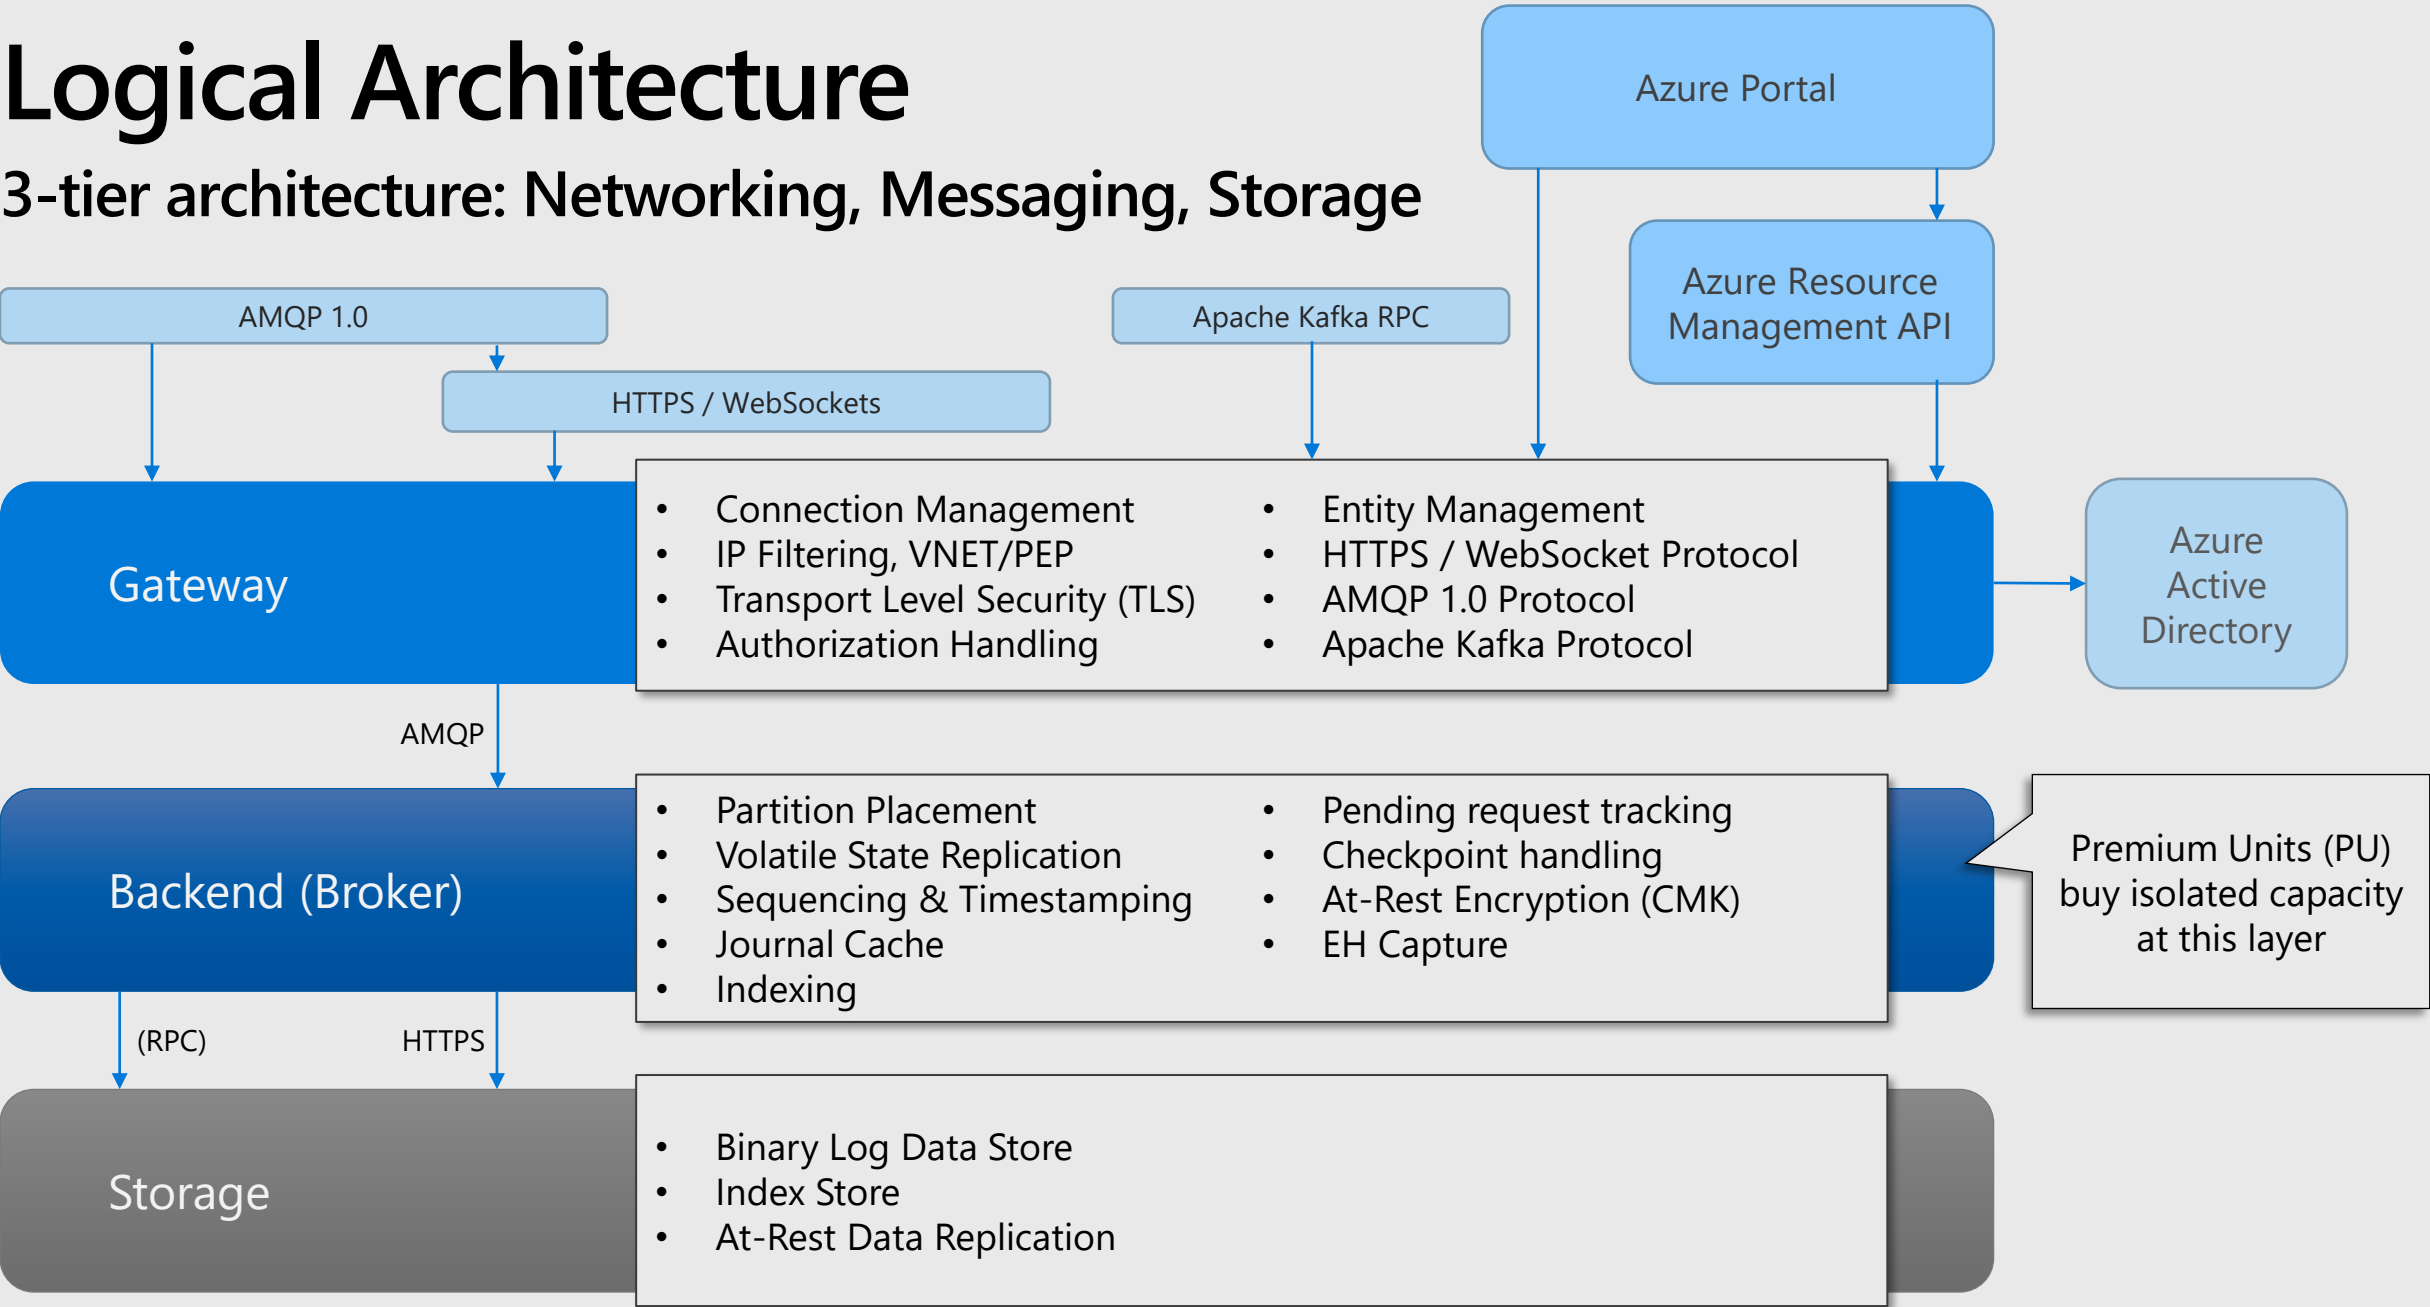 Logical Architecture
3-tier architecture: Networking, Messaging, Storage
Azure Portal
Azure Resource
Management API
AMQP 1.0
HTTPS / WebSockets
Apache Kafka RPC
Gateway
• Connection Management
• IP Filtering, VNET/PEP
• Transport Level Security (TLS)
• Authorization Handling
• Entity Management
• HTTPS / WebSocket Protocol
• AMQP 1.0 Protocol
• Apache Kafka Protocol
Azure
Active
Directory
AMQP
Backend (Broker)
• Partition Placement
• Volatile State Replication
• Sequencing & Timestamping
• Journal Cache
• Indexing
• Pending request tracking
• Checkpoint handling
• At-Rest Encryption (CMK)
• EH Capture
Premium Units (PU)
buy isolated capacity
at this layer
(RPC)
HTTPS
Storage
• Binary Log Data Store
• Index Store
• At-Rest Data Replication